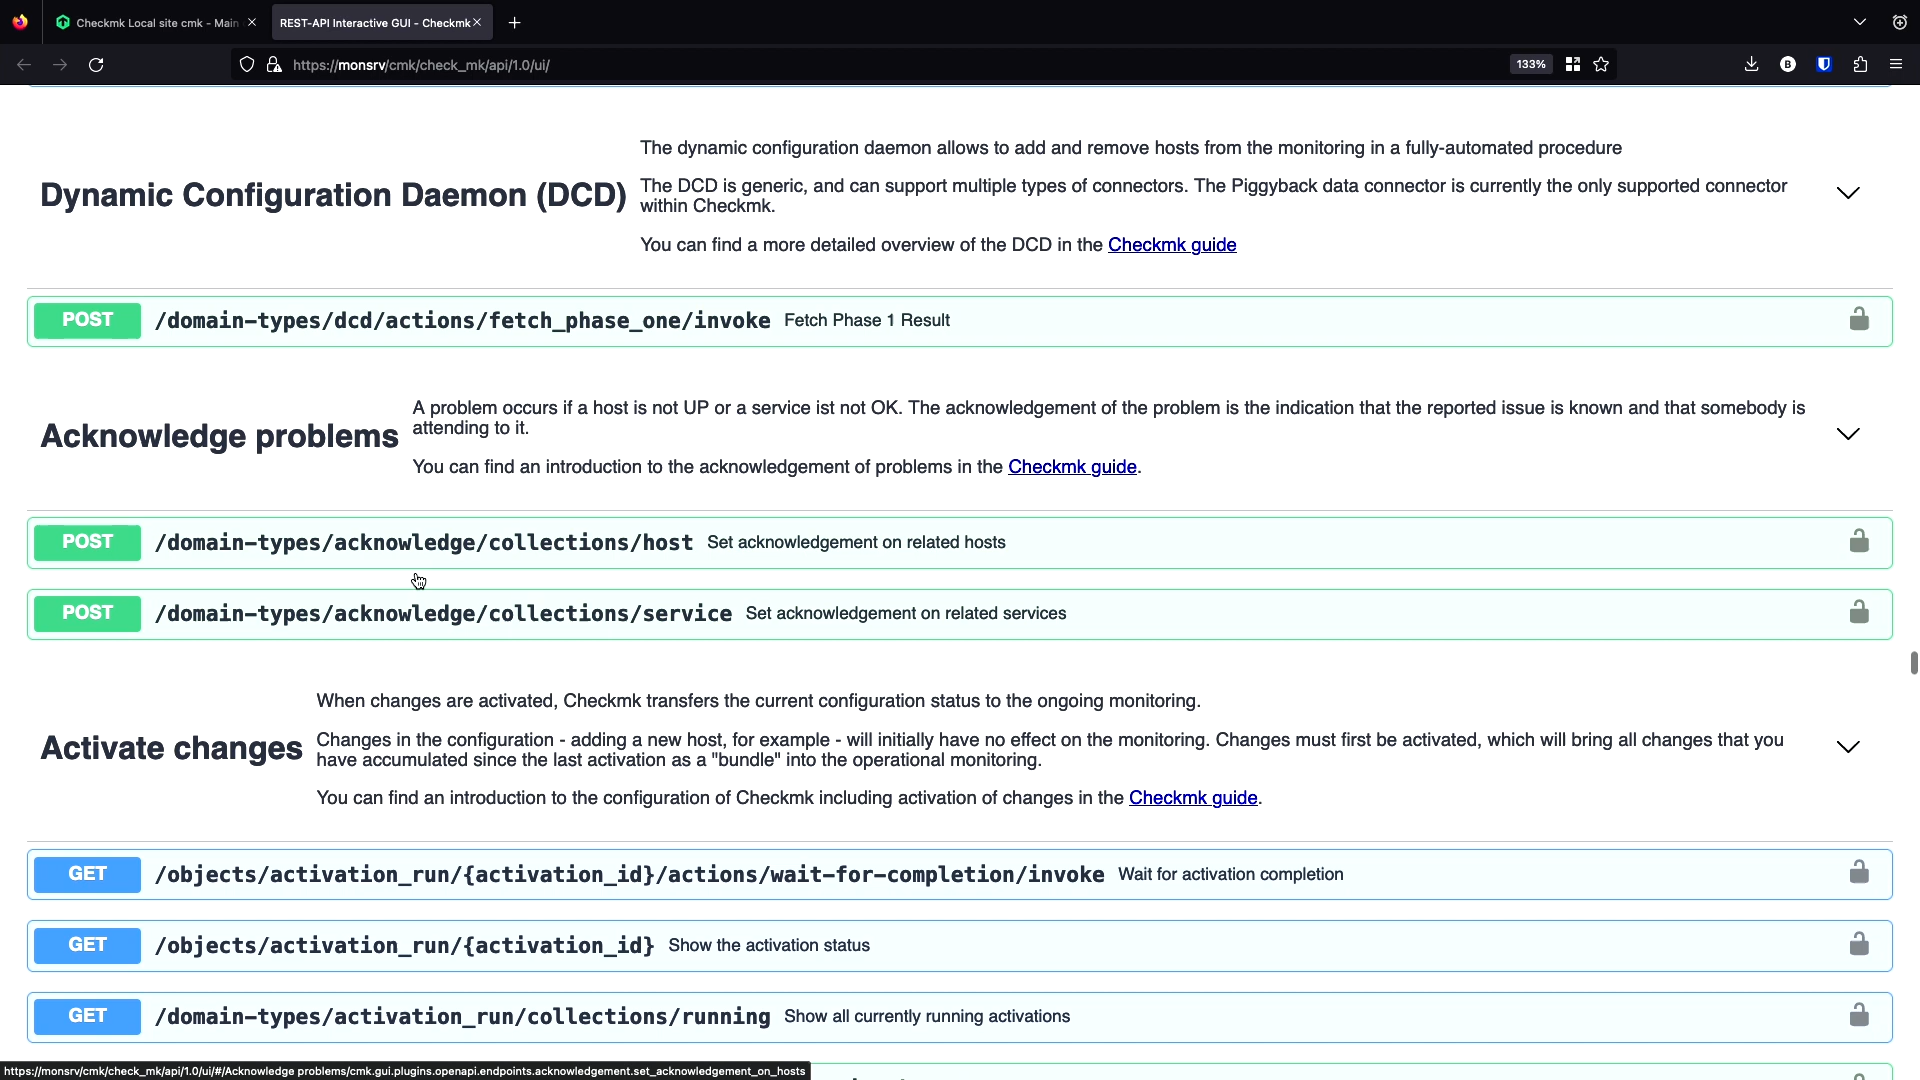 Checkmk Local site cmk - Main
REST-API Interactive GUI - Checkmk
https://monsrv/cmk/check_mk/api/1.0/ui/
133%
B
The dynamic configuration daemon allows to add and remove hosts from the monitoring in a fully-automated procedure
Dynamic Configuration Daemon (DCD)
The DCD is generic, and can support multiple types of connectors. The Piggyback data connector is currently the only supported connector
within Checkmk.
You can find a more detailed overview of the DCD in the Checkmk guide
POST /domain-types/dcd/actions/fetch_phase_one/invoke Fetch Phase 1 Result
A problem occurs if a host is not UP or a service ist not OK. The acknowledgement of the problem is the indication that the reported issue is known and that somebody is
Acknowledge problems
attending to it.
You can find an introduction to the acknowledgement of problems in the Checkmk guide.
POST /domain-types/acknowledge/collections/host Set acknowledgement on related hosts
POST /domain-types/acknowledge/collections/service Set acknowledgement on related services
When changes are activated, Checkmk transfers the current configuration status to the ongoing monitoring.
Activate changes
Changes in the configuration - adding a new host, for example - will initially have no effect on the monitoring. Changes must first be activated, which will bring all changes that you
have accumulated since the last activation as a "bundle" into the operational monitoring.
You can find an introduction to the configuration of Checkmk including activation of changes in the Checkmk guide.
GET /objects/activation_run/{activation_id}/actions/wait-for-completion/invoke Wait for activation completion
GET /objects/activation_run/{activation_id} Show the activation status
GET /domain-types/activation_run/collections/running Show all currently running activations
https://monsrv/cmk/check_mk/api/1.0/ui/#/Acknowledge problems/cmk.gui.plugins.openapi.endpoints.acknowledgement.set_acknowledgement_on_hosts